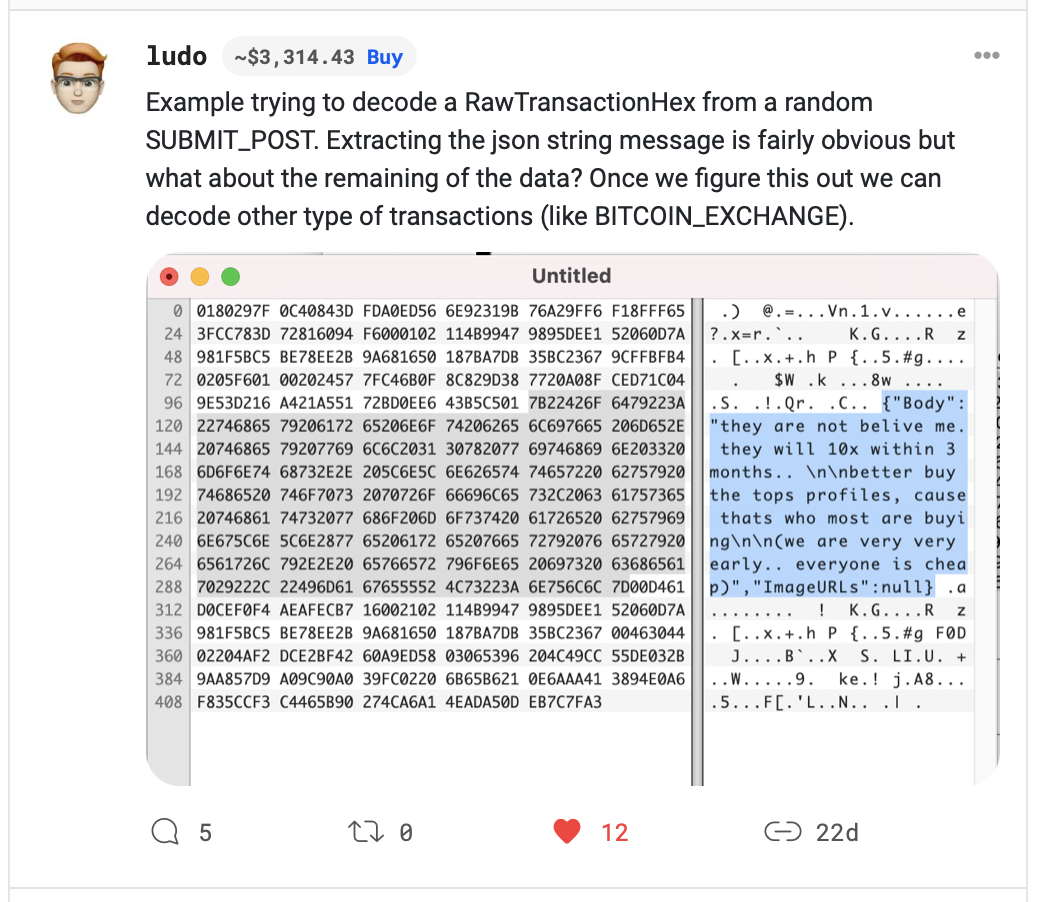 ludo ~$3,314.43 Buy
Example trying to decode a RawTransactionHex from a random
SUBMIT_POST. Extracting the json string message is fairly obvious but
what about the remaining of the data? Once we figure this out we can
decode other type of transactions (like BITCOIN_EXCHANGE).
Untitled
0 0180297F 0C40843D FDA0ED56 6E92319B 76A29FF6 F18FFF65 .) @.=...Vn.1.v......e
24 3FCC783D 72816094 F6000102 114B9947 9895DEE1 52060D7A ?.x=r.`.. K.G....R z
48 981F5BC5 BE78EE2B 9A681650 187BA7DB 35BC2367 9CFFBFB4 . [..x.+.h P {..5.#g....
72 0205F601 00202457 7FC46B0F 8C829D38 7720A08F CED71C04 . $W .k ...8w ....
96 9E53D216 A421A551 72BD0EE6 43B5C501 7B22426F 6479223A .S. .!.Qr. .C.. {"Body":
120 22746865 79206172 65206E6F 74206265 6C697665 206D652E "they are not belive me.
144 20746865 79207769 6C6C2031 30782077 69746869 6E203320 they will 10x within 3
168 6D6F6E74 68732E2E 205C6E5C 6E626574 74657220 62757920 months.. \n\nbetter buy
192 74686520 746F7073 2070726F 66696C65 732C2063 61757365 the tops profiles, cause
216 20746861 74732077 686F206D 6F737420 61726520 62757969 thats who most are buyi
240 6E675C6E 5C6E2877 65206172 65207665 72792076 65727920 ng\n\n(we are very very
264 6561726C 792E2E20 65766572 796F6E65 20697320 63686561 early.. everyone is chea
288 7029222C 22496D61 67655552 4C73223A 6E756C6C 7D00D461 p)","ImageURLs":null} .a
312 D0CEF0F4 AEAFECB7 16002102 114B9947 9895DEE1 52060D7A ........ ! K.G....R z
336 981F5BC5 BE78EE2B 9A681650 187BA7DB 35BC2367 00463044 . [..x.+.h P {..5.#g F0D
360 02204AF2 DCE2BF42 60A9ED58 03065396 204C49CC 55DE032B J....B`..X S. LI.U. +
384 9AA857D9 A09C90A0 39FC0220 6B65B621 0E6AAA41 3894E0A6 ..W.....9. ke.! j.A8...
408 F835CCF3 C4465B90 274CA6A1 4EADA50D EB7C7FA3 .5...F[.'L..N.. .| .
5 0 12 22d